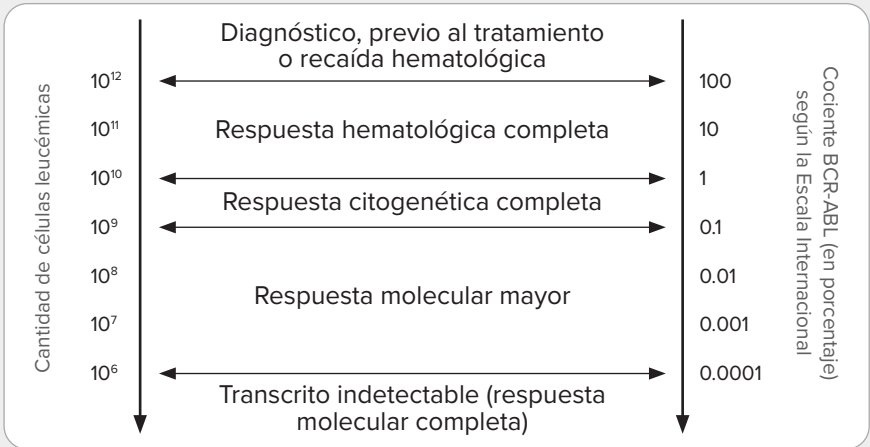 Diagnóstico, previo al tratamiento
o recaída hematológica
10¹² 100
10¹¹ Respuesta hematológica completa 10
10¹⁰ 1
Respuesta citogenética completa
10⁹ 0.1
10⁸ 0.01
Respuesta molecular mayor
10⁷ 0.001
10⁶ 0.0001
Transcrito indetectable (respuesta
molecular completa)
Cantidad de células leucémicas
Cociente BCR-ABL (en porcentaje)
según la Escala Internacional